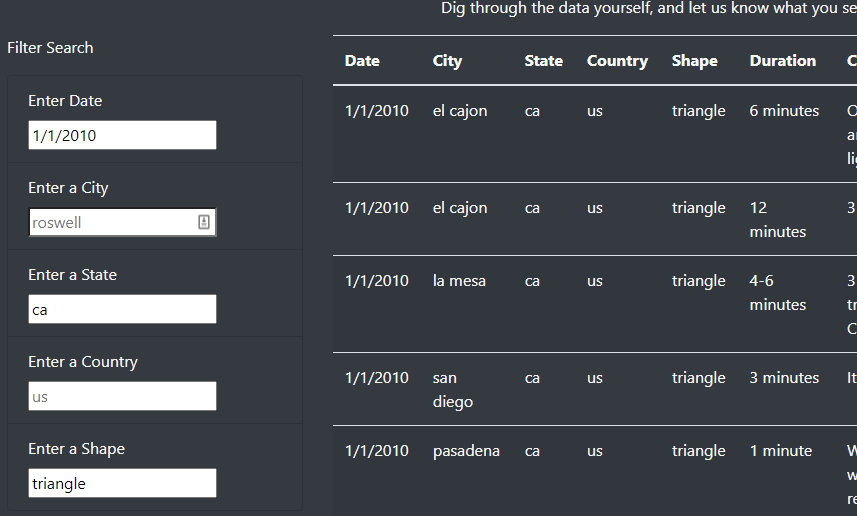 Dig through the data yourself, and let us know what you se
Filter Search
Enter Date
1/1/2010
Enter a City
roswell
Enter a State
ca
Enter a Country
us
Enter a Shape
triangle
Date City State Country Shape Duration C
1/1/2010 el cajon ca us triangle 6 minutes O
a
li
1/1/2010 el cajon ca us triangle 12 3
minutes
1/1/2010 la mesa ca us triangle 4-6 3
minutes tr
C
1/1/2010 san ca us triangle 3 minutes It
diego
1/1/2010 pasadena ca us triangle 1 minute W
w
re